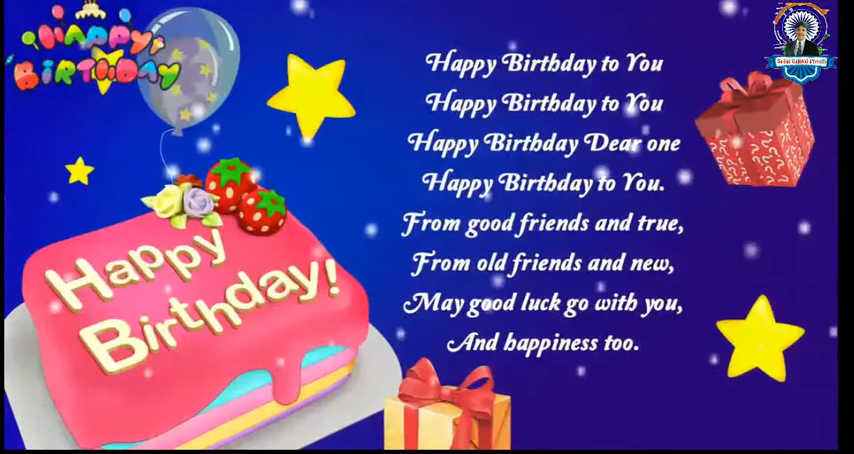 HAPPY
BIRTHDAY
Happy Birthday to You
Happy Birthday to You
Happy Birthday Dear one
Happy Birthday to You.
From good friends and true,
From old friends and new,
May good luck go with you,
And happiness too.
Happy
Birthday!